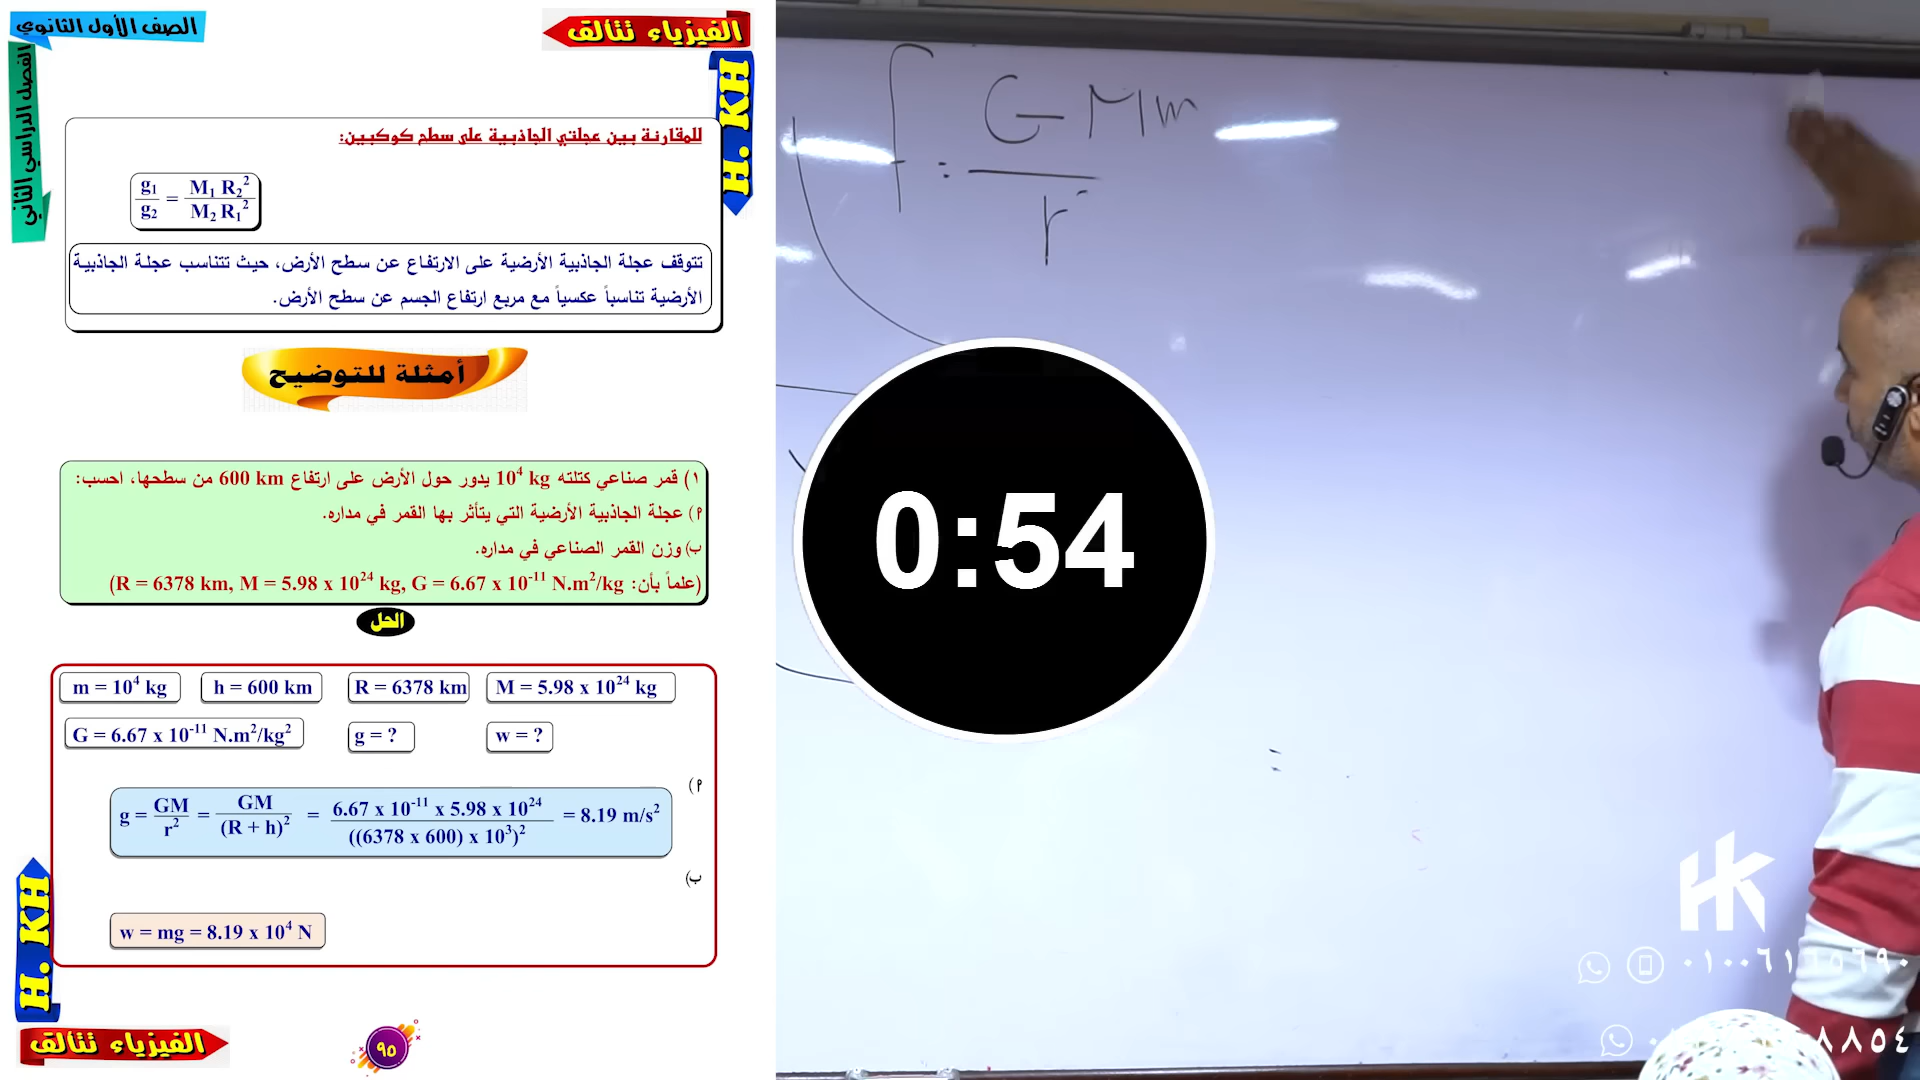 الصف الأول الثانوي
الفيزياء تتألق
الفصل الدراسي الثاني
H. KH
للمقارنة بين عجلتي الجاذبية على سطح كوكبين:
g₁/g₂ = M₁ R₂²/M₂ R₁²
تتوقف عجلة الجاذبية الأرضية على الارتفاع عن سطح الأرض، حيث تتناسب عجلة الجاذبية
الأرضية تناسباً عكسياً مع مربع ارتفاع الجسم عن سطح الأرض.
أمثلة للتوضيح
١) قمر صناعي كتلته 10⁴ kg يدور حول الأرض على ارتفاع 600 km من سطحها، احسب:
٩) عجلة الجاذبية الأرضية التي يتأثر بها القمر في مداره.
ب) وزن القمر الصناعي في مداره.
(علماً بأن: R = 6378 km, M = 5.98 x 10²⁴ kg, G = 6.67 x 10⁻¹¹ N.m²/kg)
الحل
m = 10⁴ kg h = 600 km R = 6378 km M = 5.98 x 10²⁴ kg
G = 6.67 x 10⁻¹¹ N.m²/kg² g = ? w = ?
٩)
g = GM/r² = GM/(R + h)² = 6.67 x 10⁻¹¹ x 5.98 x 10²⁴/((6378 x 600) x 10³)² = 8.19 m/s²
ب)
w = mg = 8.19 x 10⁴ N
H. KH
الفيزياء تتألق
٩٥
G M m
r
0:54
HK